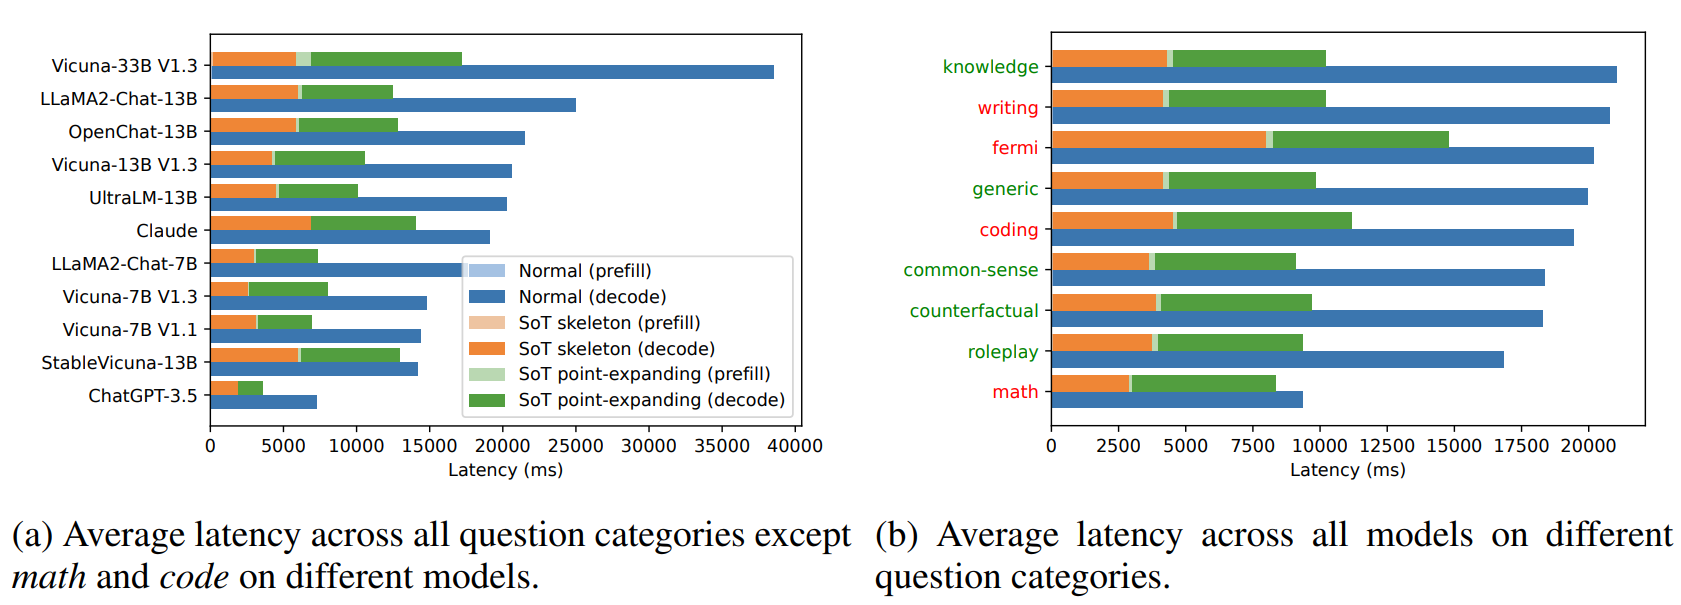 Vicuna-33B V1.3
LLaMA2-Chat-13B
OpenChat-13B
Vicuna-13B V1.3
UltraLM-13B
Claude
LLaMA2-Chat-7B
Vicuna-7B V1.3
Vicuna-7B V1.1
StableVicuna-13B
ChatGPT-3.5
Normal (prefill)
Normal (decode)
SoT skeleton (prefill)
SoT skeleton (decode)
SoT point-expanding (prefill)
SoT point-expanding (decode)
0 5000 10000 15000 20000 25000 30000 35000 40000
Latency (ms)
(a) Average latency across all question categories except
math and code on different models.
knowledge
writing
fermi
generic
coding
common-sense
counterfactual
roleplay
math
0 2500 5000 7500 10000 12500 15000 17500 20000
Latency (ms)
(b) Average latency across all models on different
question categories.